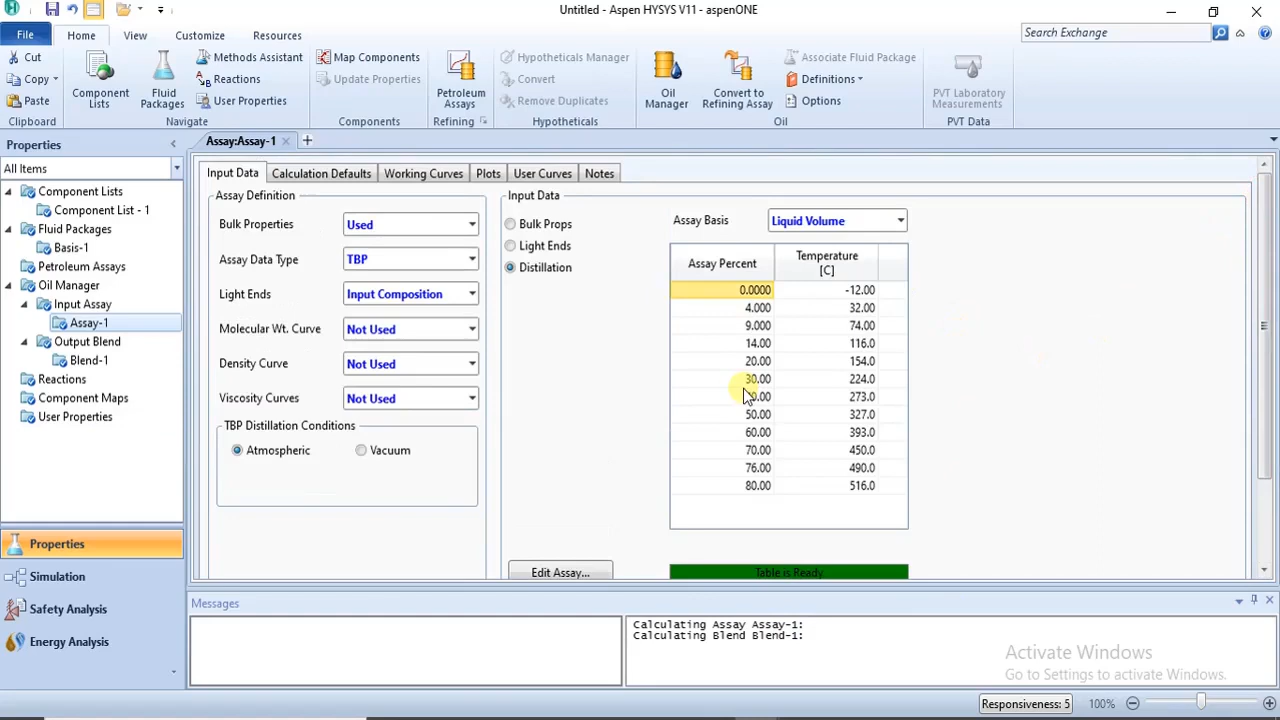 Untitled - Aspen HYSYS V11 - aspenONE
File
Home
View
Customize
Resources
Search Exchange
Cut
Copy
Paste
Clipboard
Component Lists
Fluid Packages
Methods Assistant
Reactions
User Properties
Navigate
Map Components
Update Properties
Components
Petroleum Assays
Refining
Hypotheticals Manager
Convert
Remove Duplicates
Hypotheticals
Oil Manager
Convert to Refining Assay
Associate Fluid Package
Definitions
Options
Oil
PVT Laboratory Measurements
PVT Data
Properties
All Items
Component Lists
Component List - 1
Fluid Packages
Basis-1
Petroleum Assays
Oil Manager
Input Assay
Assay-1
Output Blend
Blend-1
Reactions
Component Maps
User Properties
Properties
Simulation
Safety Analysis
Energy Analysis
Assay:Assay-1
Input Data
Calculation Defaults
Working Curves
Plots
User Curves
Notes
Assay Definition
Bulk Properties Used
Assay Data Type TBP
Light Ends Input Composition
Molecular Wt. Curve Not Used
Density Curve Not Used
Viscosity Curves Not Used
TBP Distillation Conditions
Atmospheric Vacuum
Input Data
Bulk Props
Light Ends
Distillation
Edit Assay...
Assay Basis Liquid Volume
Assay Percent Temperature [C]
0.0000 -12.00
4.000 32.00
9.000 74.00
14.00 116.0
20.00 154.0
30.00 224.0
273.0
50.00 327.0
60.00 393.0
70.00 450.0
76.00 490.0
80.00 516.0
Table is Ready
Messages
Calculating Assay Assay-1:
Calculating Blend Blend-1:
Activate Windows
Go to Settings to activate Windows.
Responsiveness: 5
100%